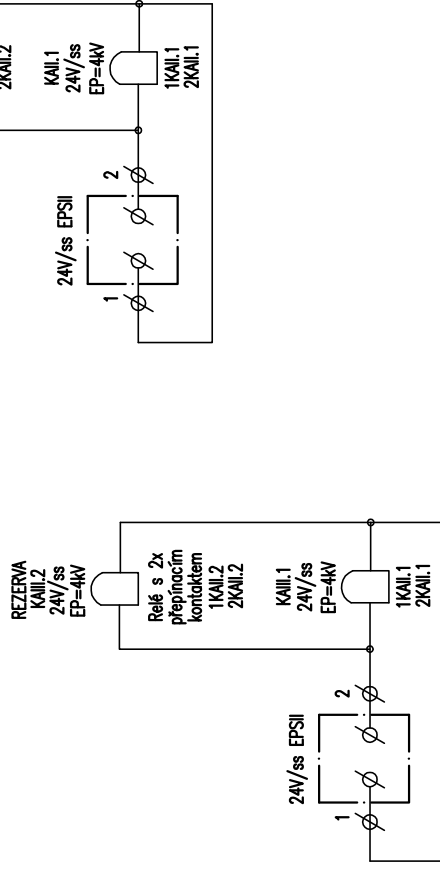 2KAII.2
KAII.1
24V/ss
EP=4kV
1KAII.1
2KAII.1
2
24V/ss EPSII
1
REZERVA
KAIII.2
24V/ss
EP=4kV
Relé s 2x
přepínacím
kontaktem
1KAII.2
2KAII.2
KAIII.1
24V/ss
EP=4kV
1KAII.1
2KAII.1
2
24V/ss EPSII
1